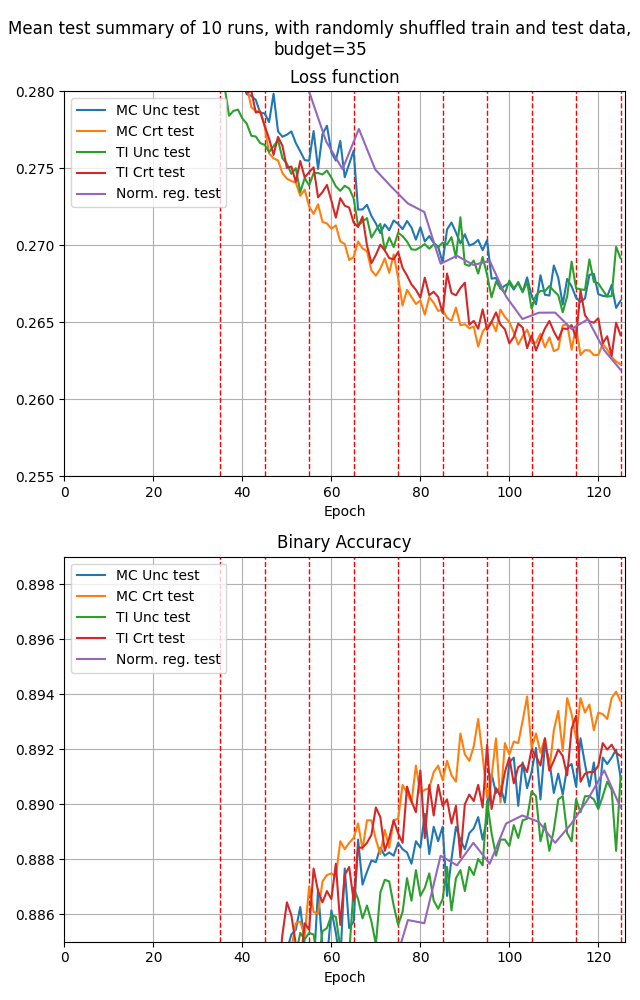 Mean test summary of 10 runs, with randomly shuffled train and test data,
budget=35
Loss function
0.280
0.275
0.270
0.265
0.260
0.255
MC Unc test
MC Crt test
TI Unc test
TI Crt test
Norm. reg. test
0 20 40 60 80 100 120
Epoch
Binary Accuracy
0.898
0.896
0.894
0.892
0.890
0.888
0.886
MC Unc test
MC Crt test
TI Unc test
TI Crt test
Norm. reg. test
0 20 40 60 80 100 120
Epoch